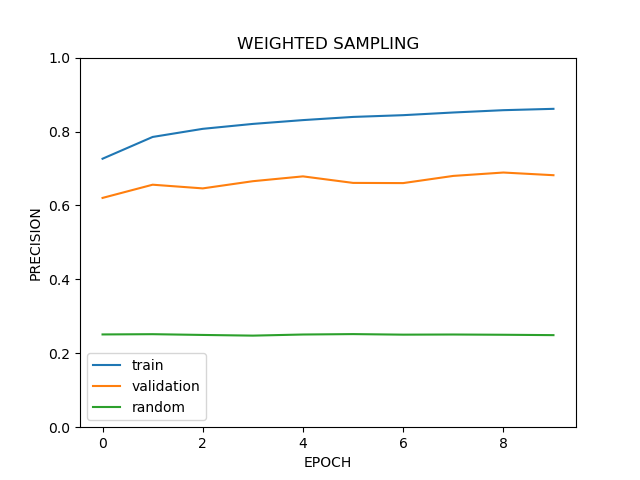 WEIGHTED SAMPLING
1.0
0.8
0.6
0.4
0.2
0.0
PRECISION
train
validation
random
0 2 4 6 8
EPOCH